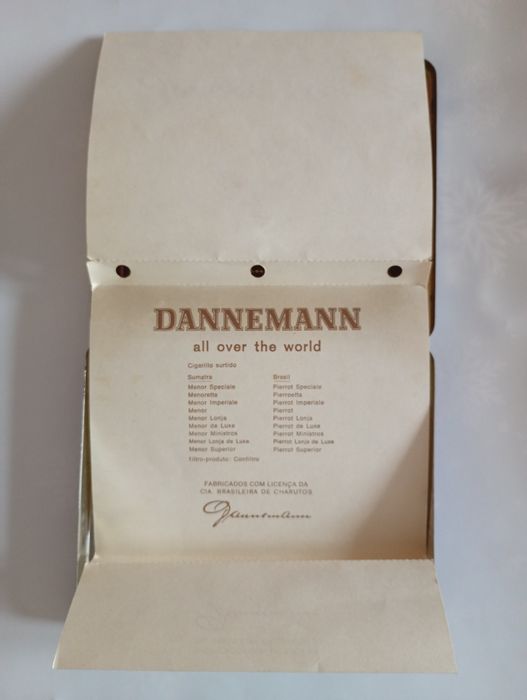 DANNEMANN
all over the world
Cigarillo surtido
Sumatra Brasil
Menor Speciale Pierrot Speciale
Menoretta Pierroetta
Menor Imperiale Pierrot Imperiale
Menor Pierrot
Menor Lonja Pierrot Lonja
Menor de Luxe Pierrot de Luxe
Menor Ministros Pierrot Ministros
Menor Lonja de Luxe Pierrot Lonja de Luxe
Menor Superior Pierrot Superior
filtro-produto: Confiltro
FABRICADOS COM LICENÇA DA
CIA. BRASILEIRA DE CHARUTOS
Dannemann